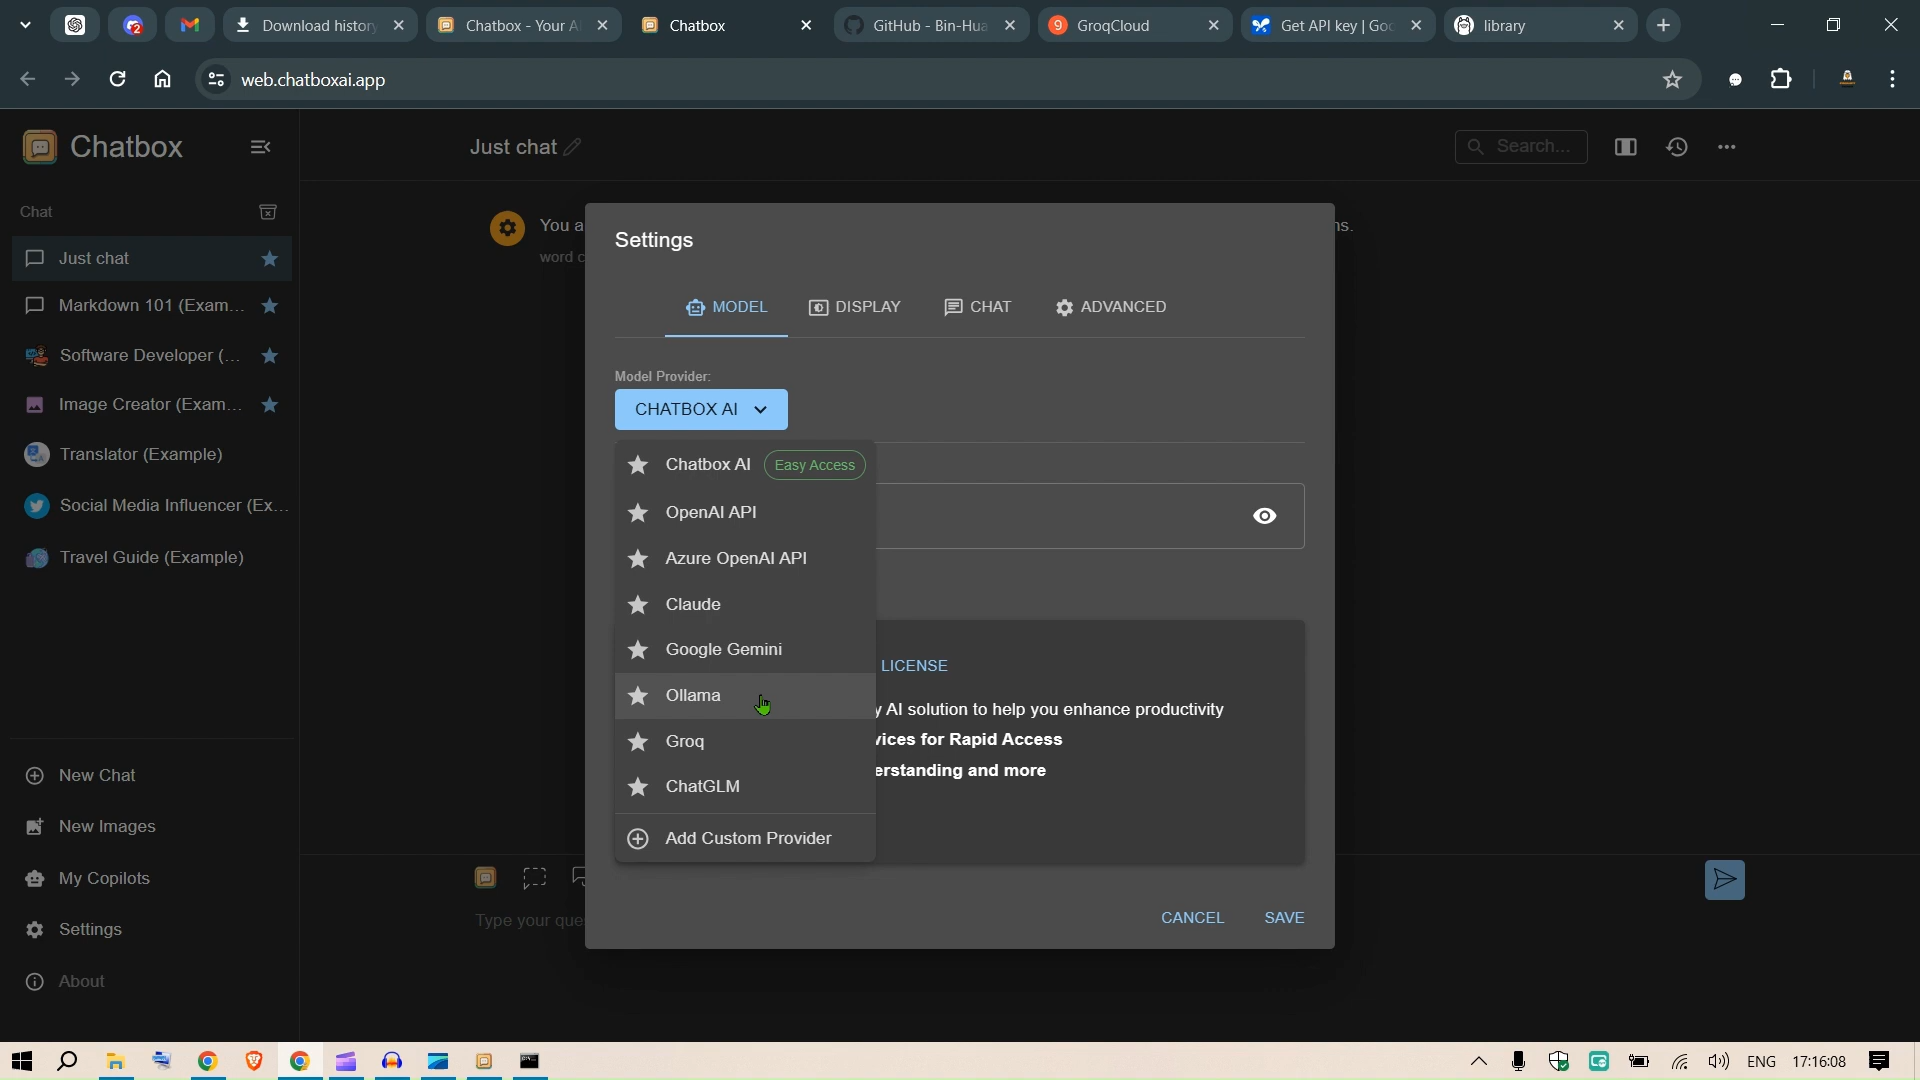 Download history
Chatbox - Your AI
Chatbox
GitHub - Bin-Hua
GroqCloud
Get API key | Goo
library
web.chatboxai.app
Chatbox
Just chat
Search...
Chat
Just chat
Markdown 101 (Exam...
Software Developer (...
Image Creator (Exam...
Translator (Example)
Social Media Influencer (Ex...
Travel Guide (Example)
New Chat
New Images
My Copilots
Settings
About
You a
ns.
word c
Settings
MODEL
DISPLAY
CHAT
ADVANCED
Model Provider:
CHATBOX AI
Chatbox AI
Easy Access
OpenAI API
Azure OpenAI API
Claude
Google Gemini
Ollama
Groq
ChatGLM
Add Custom Provider
LICENSE
y AI solution to help you enhance productivity
vices for Rapid Access
erstanding and more
CANCEL
SAVE
Type your ques
ENG
17:16:08